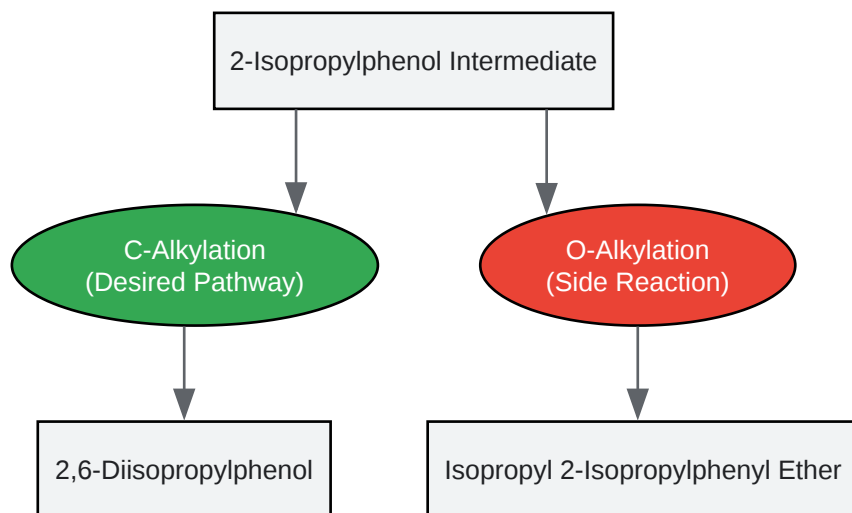 2-Isopropylphenol Intermediate
C-Alkylation
(Desired Pathway)
O-Alkylation
(Side Reaction)
2,6-Diisopropylphenol
Isopropyl 2-Isopropylphenyl Ether